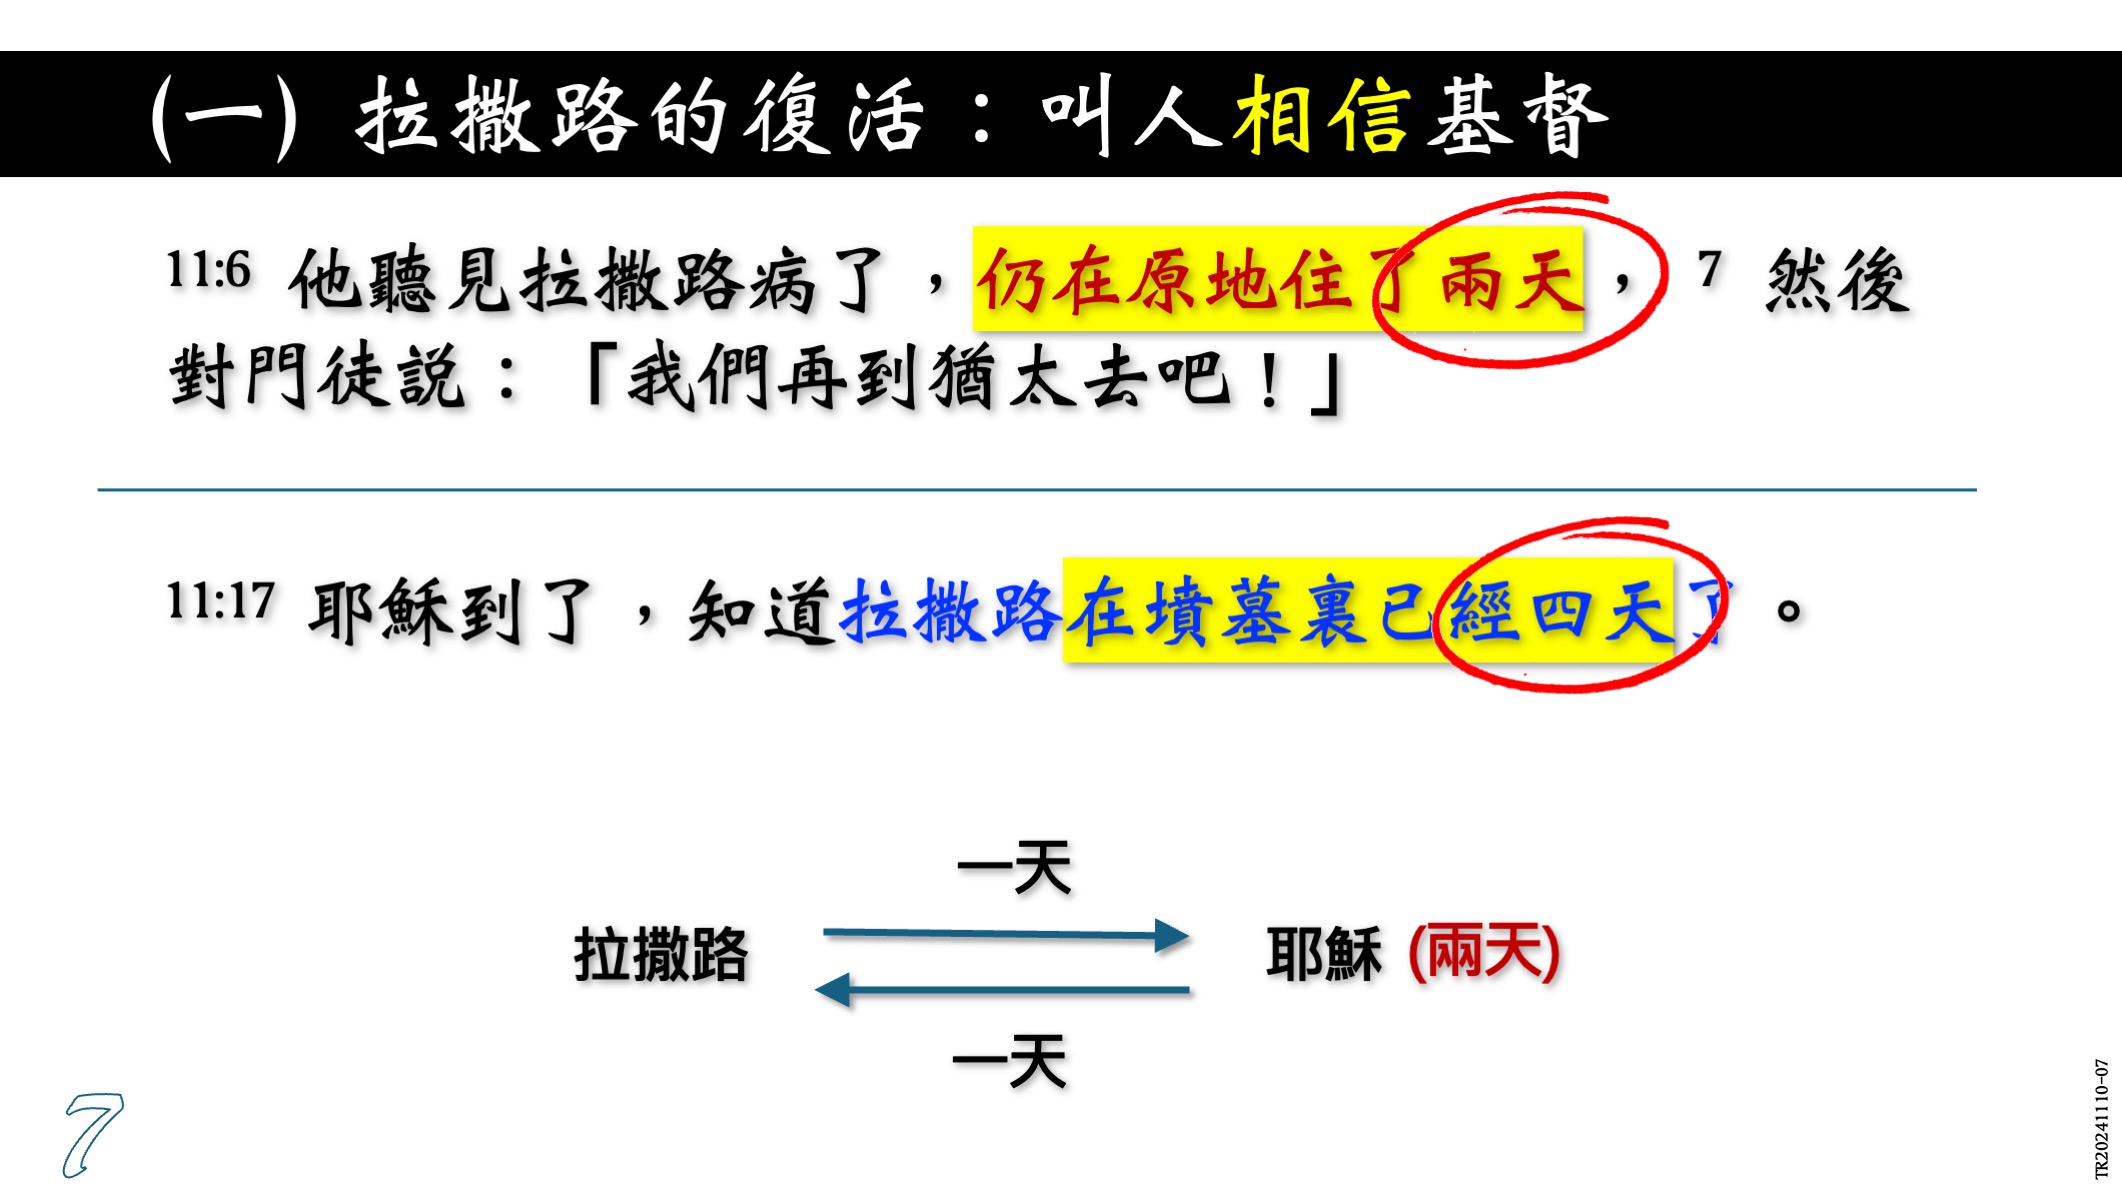 (一) 拉撒路的復活：叫人相信基督
11:6 他聽見拉撒路病了，仍在原地住了兩天，7 然後
對門徒説：「我們再到猶太去吧！」
11:17 耶穌到了，知道拉撒路在墳墓裏已經四天了。
一天
拉撒路
耶穌 (兩天)
一天
7
TR20241110-07